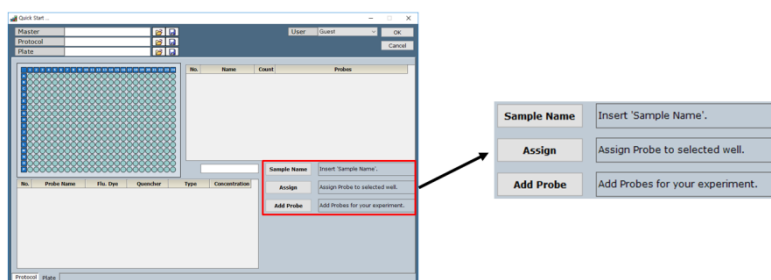 Quick Start ...
Master
User
Guest
OK
Protocol
Cancel
Plate
No. Name Count Probes
Sample Name Insert 'Sample Name'.
Assign Assign Probe to selected well.
Add Probe Add Probes for your experiment.
No. Probe Name Flu. Dye Quencher Type Concentration
Protocol Plate
Sample Name Insert 'Sample Name'.
Assign Assign Probe to selected well.
Add Probe Add Probes for your experiment.